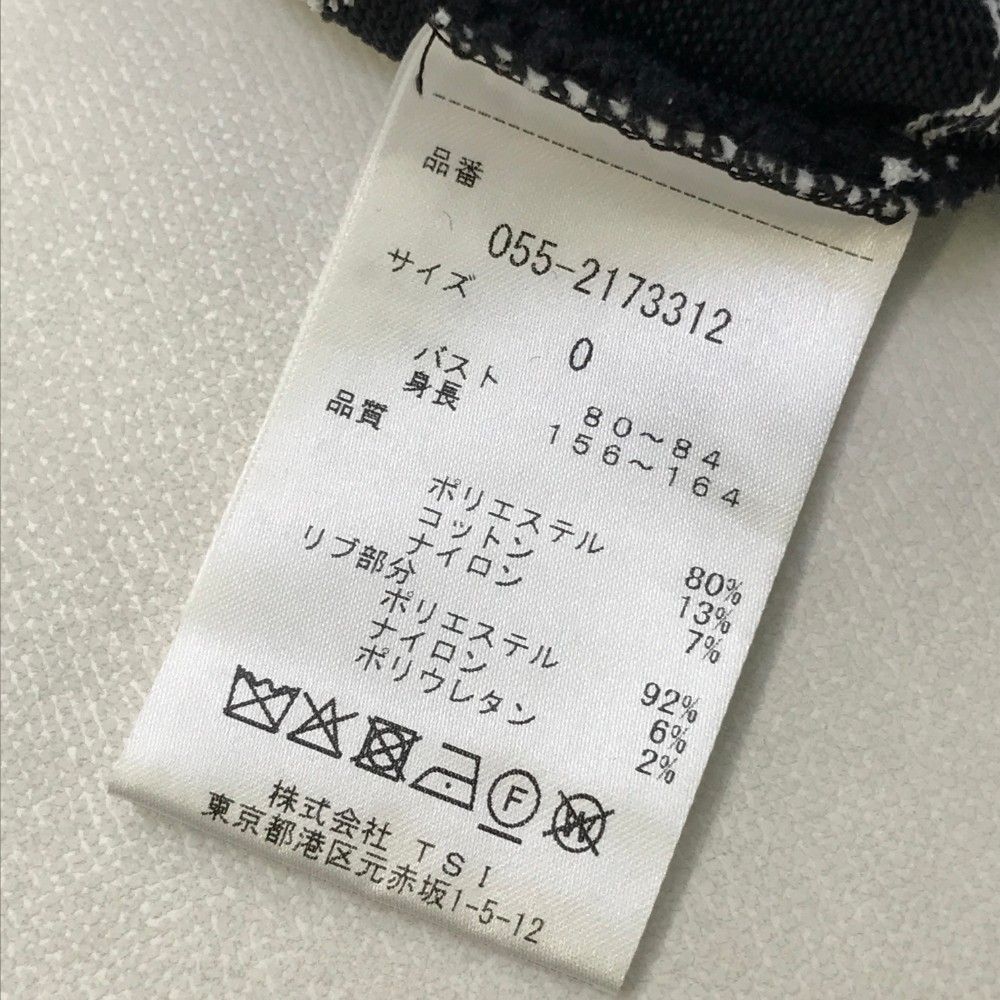 品番
055-2173312
サイズ
0
バスト 80～84
身長 156～164
品質
ポリエステル 80%
コットン 13%
ナイロン 7%
リブ部分
ポリエステル 92%
ナイロン 6%
ポリウレタン 2%
F
W
株式会社 TSI
東京都港区元赤坂1-5-12